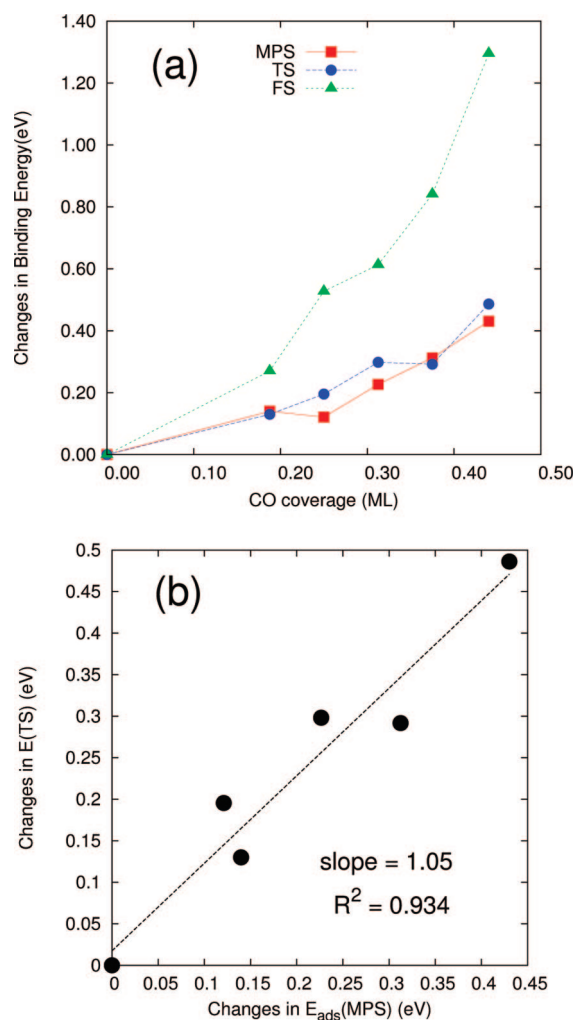 (a)
MPS
TS
FS
1.40
1.20
1.00
0.80
0.60
0.40
0.20
0.00
Changes in Binding Energy(eV)
0.00 0.10 0.20 0.30 0.40 0.50
CO coverage (ML)
(b)
0.5
0.45
0.4
0.35
0.3
0.25
0.2
0.15
0.1
0.05
0
Changes in E(TS) (eV)
slope = 1.05
R² = 0.934
0 0.05 0.1 0.15 0.2 0.25 0.3 0.35 0.4 0.45
Changes in E_ads(MPS) (eV)